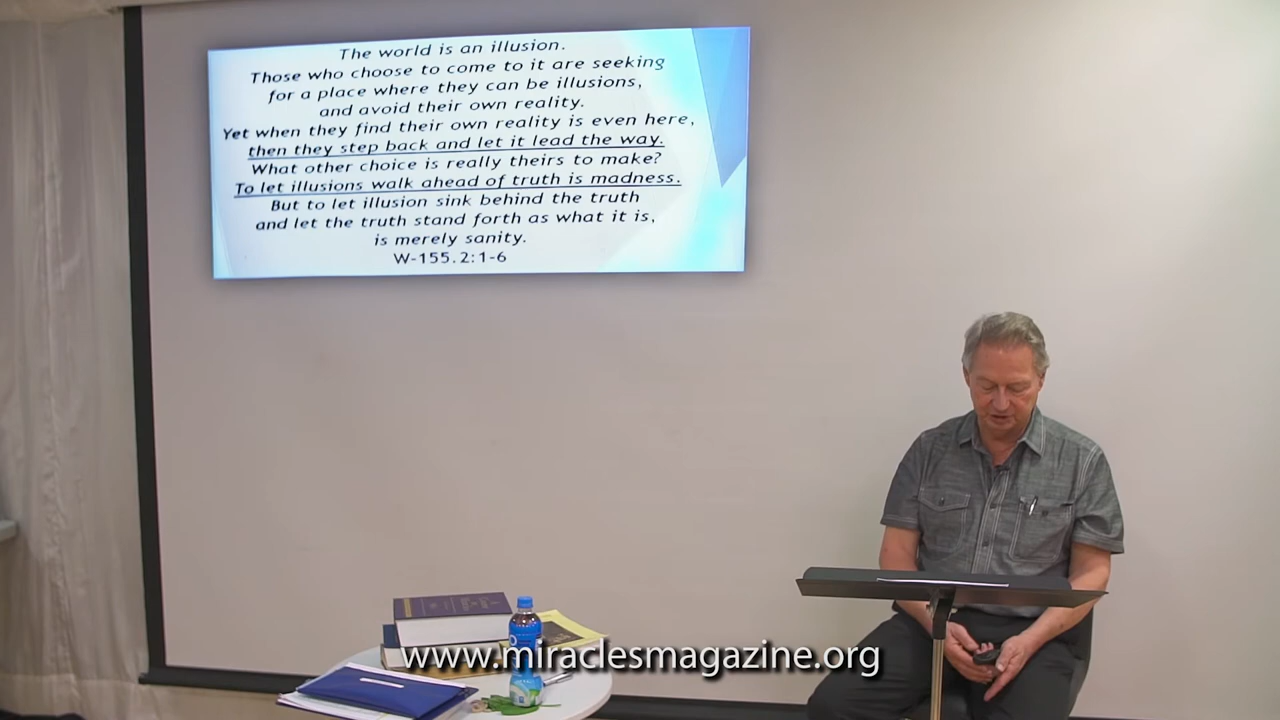 The world is an illusion.
Those who choose to come to it are seeking
for a place where they can be illusions,
and avoid their own reality.
Yet when they find their own reality is even here,
then they step back and let it lead the way.
What other choice is really theirs to make?
To let illusions walk ahead of truth is madness.
But to let illusion sink behind the truth
and let the truth stand forth as what it is,
is merely sanity.
W-155.2:1-6
www.miraclesmagazine.org